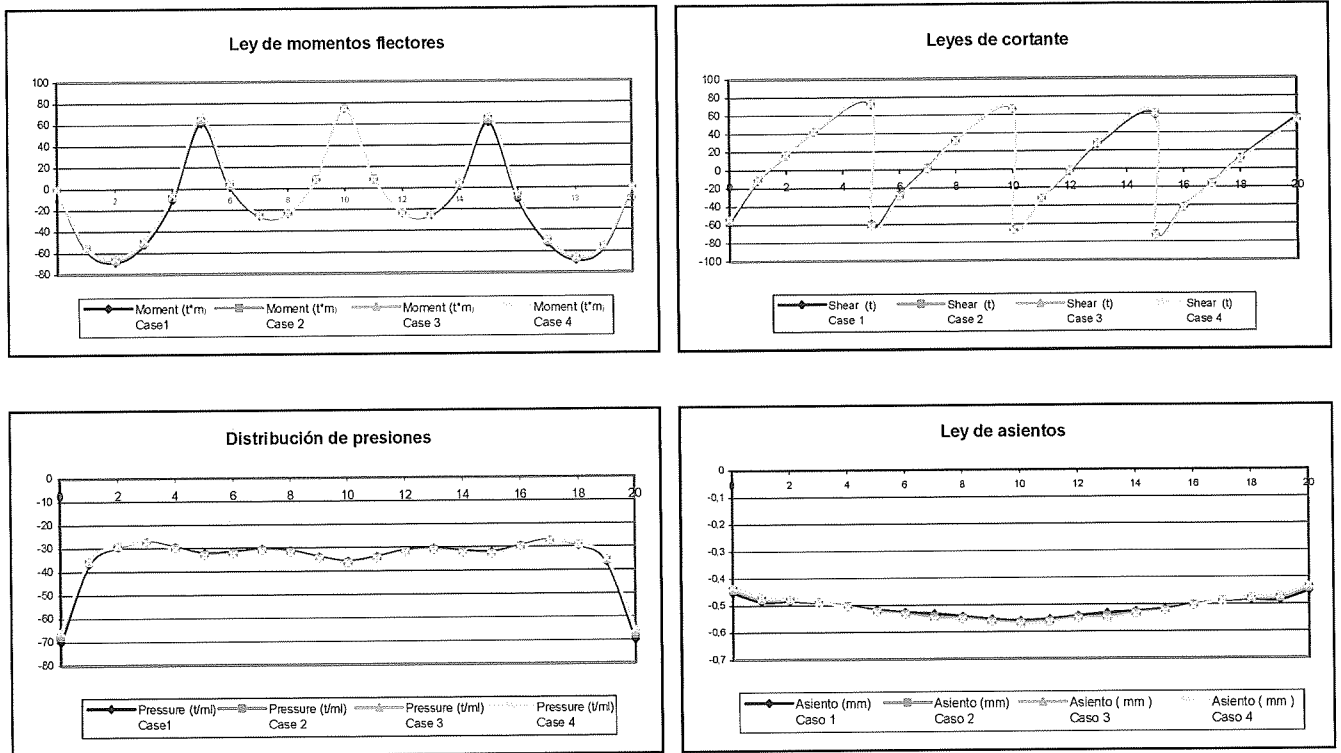 Ley de momentos flectores
100
80
60
40
20
0
-20
-40
-60
-80
2 4 6 8 10 12 14 16
Moment (t*m) Moment (t*m) Moment (t*m) Moment (t*m)
Case1 Case 2 Case 3 Case 4
Leyes de cortante
100
80
60
40
20
0
-20
-40
-60
-80
-100
0 2 4 6 8 10 12 14 16 18 20
Shear (t) Shear (t) Shear (t) Shear (t)
Case 1 Case 2 Case 3 Case 4
Distribución de presiones
0
-10
-20
-30
-40
-50
-60
-70
-80
0 2 4 6 8 10 12 14 16 18 20
Pressure (t/ml) Pressure (t/ml) Pressure (t/ml) Pressure (t/ml)
Case1 Case 2 Case 3 Case 4
Ley de asientos
0
-0,1
-0,2
-0,3
-0,4
-0,5
-0,6
-0,7
0 2 4 6 8 10 12 14 16 18 20
Asiento (mm) Asiento (mm) Asiento ( mm ) Asiento ( mm )
Caso 1 Caso 2 Caso 3 Caso 4